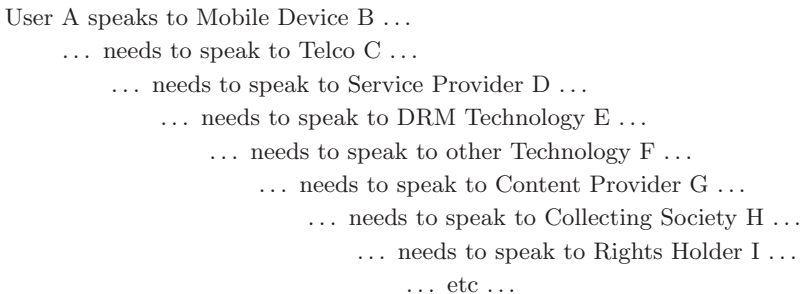 User A speaks to Mobile Device B ...
... needs to speak to Telco C ...
... needs to speak to Service Provider D ...
... needs to speak to DRM Technology E ...
... needs to speak to other Technology F ...
... needs to speak to Content Provider G ...
... needs to speak to Collecting Society H ...
... needs to speak to Rights Holder I ...
... etc ...